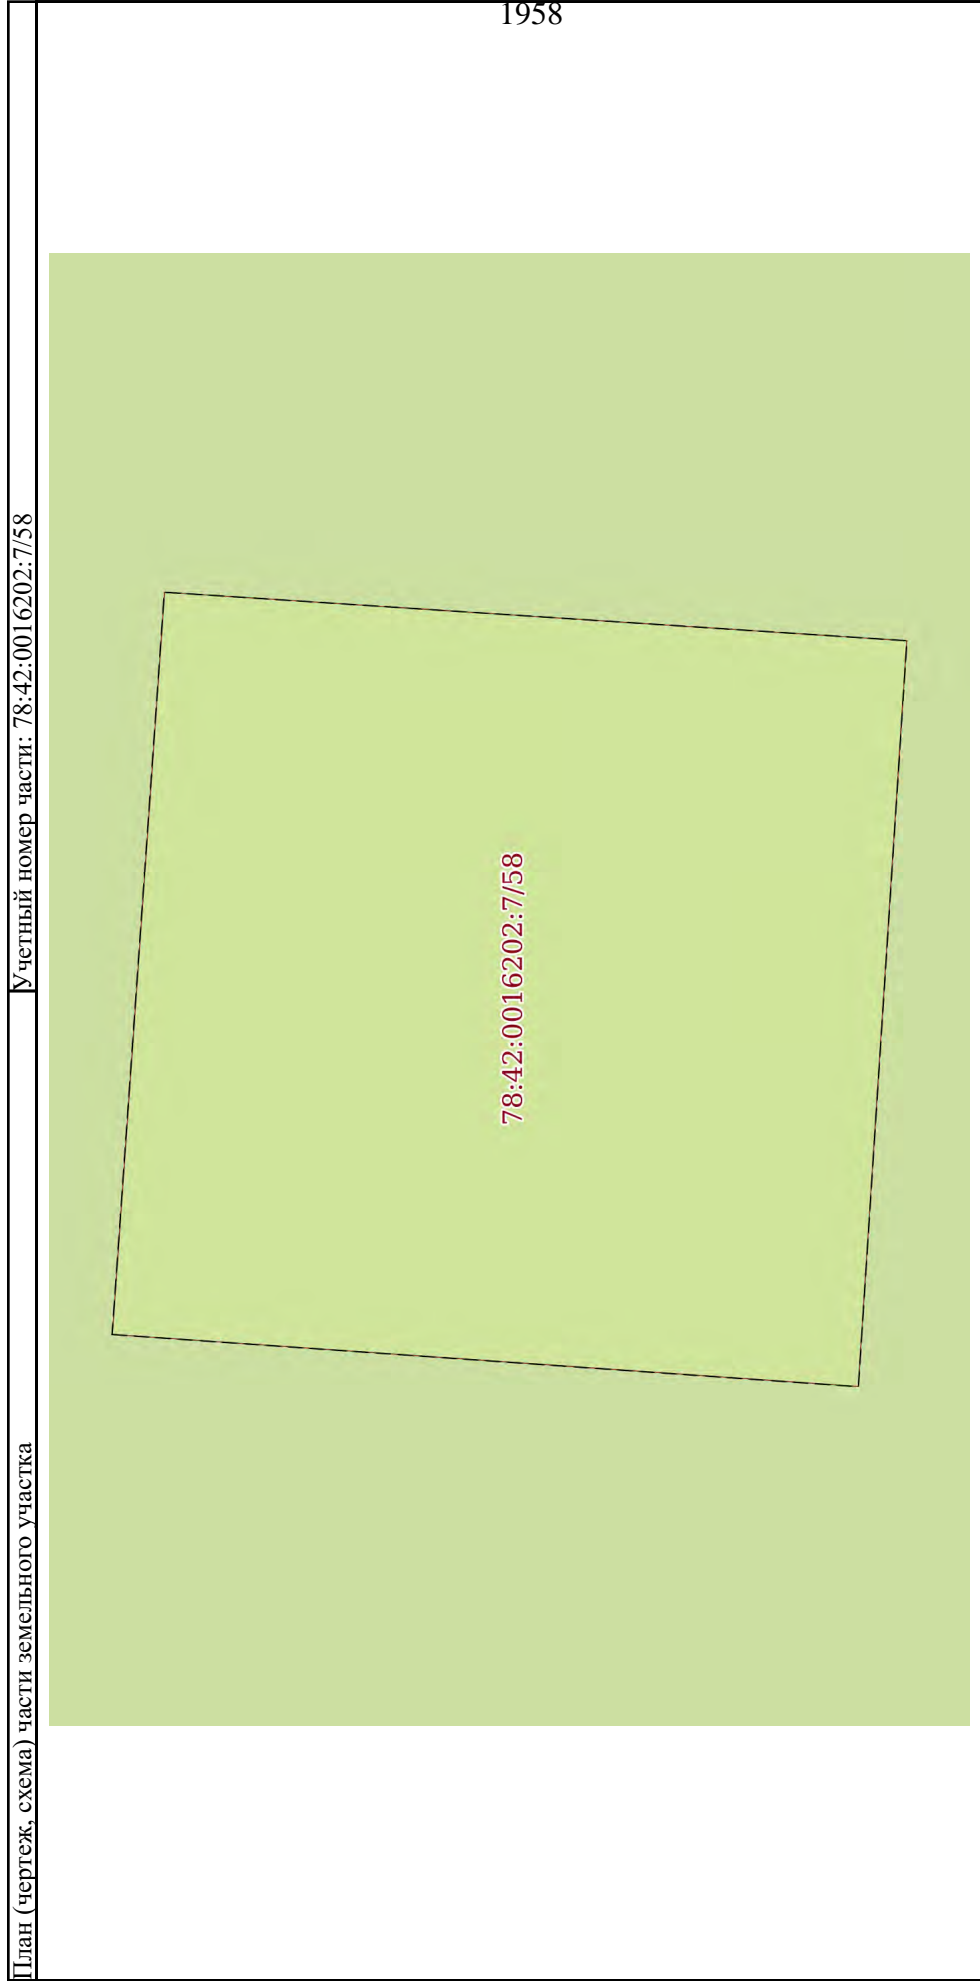 1958
План (чертеж, схема) части земельного участка
Учетный номер части: 78:42:0016202:7/58
78:42:0016202:7/58